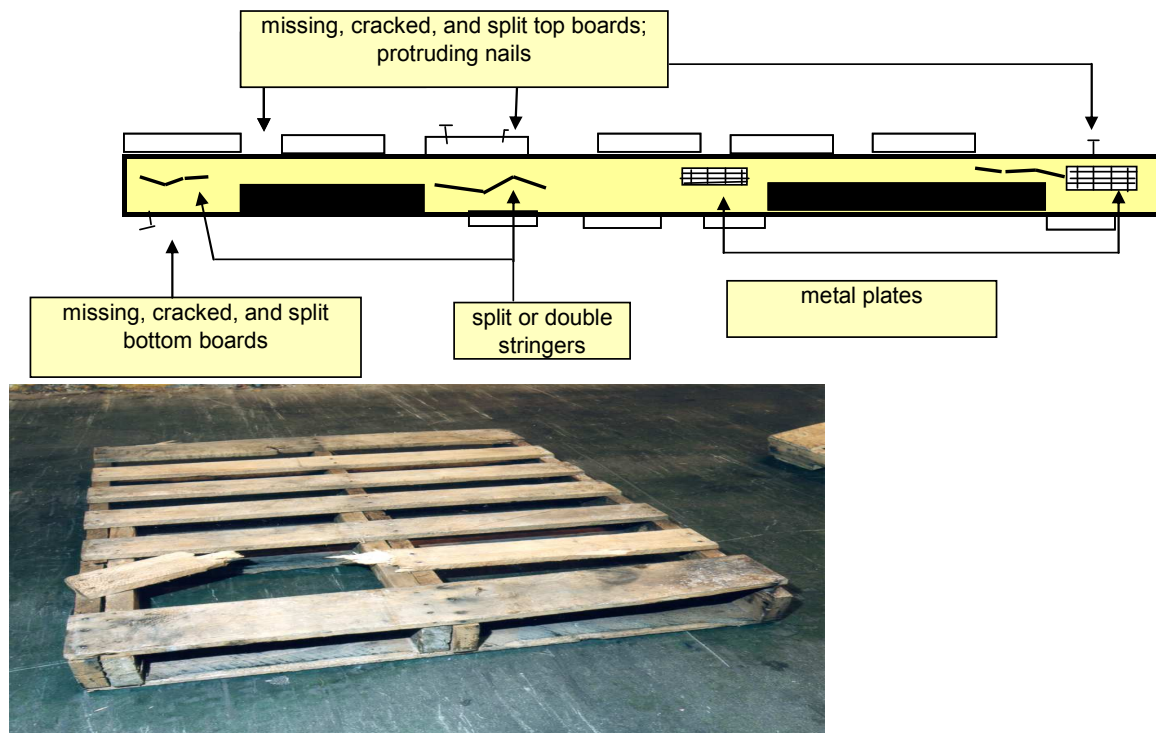 missing, cracked, and split top boards;
protruding nails
missing, cracked, and split
bottom boards
split or double
stringers
metal plates